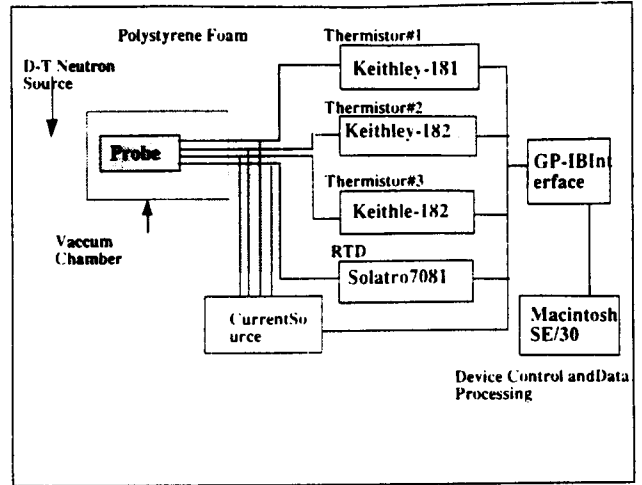 Polystyrene Foam
D-T Neutron
Source
Probe
Vaccum
Chamber
Thermistor#1
Keithley-181
Thermistor#2
Keithley-182
Thermistor#3
Keithle-182
RTD
Solatro7081
CurrentSo
urce
GP-IBInt
erface
Macintosh
SE/30
Device Control andData
Processing